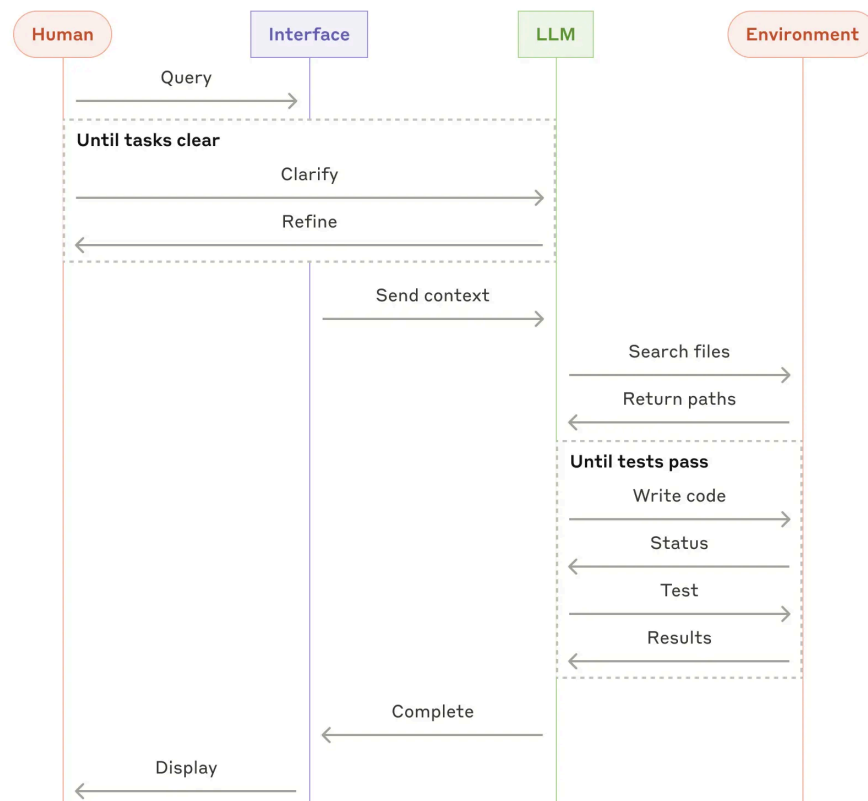 Human
Interface
LLM
Environment
Query
Until tasks clear
Clarify
Refine
Send context
Search files
Return paths
Until tests pass
Write code
Status
Test
Results
Complete
Display